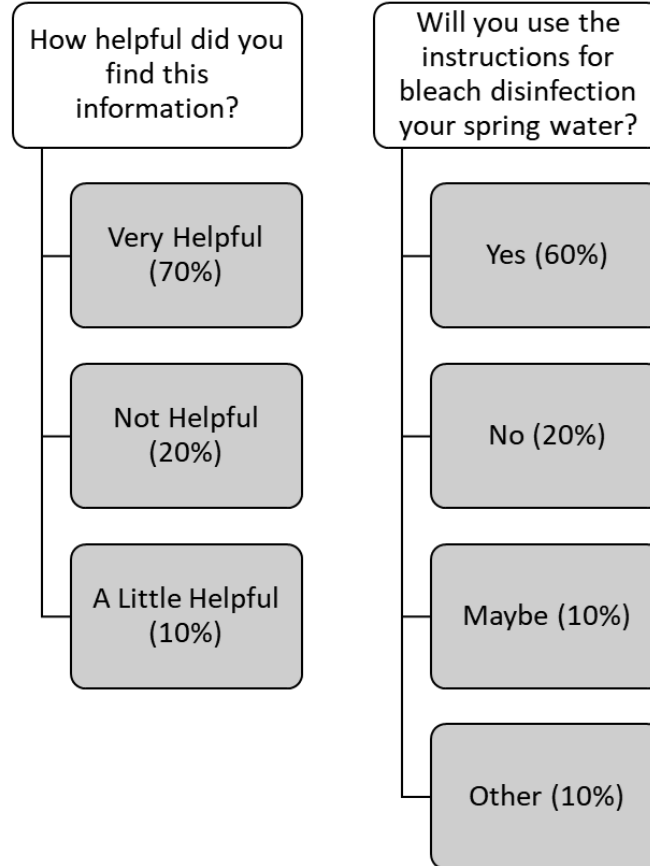 How helpful did you
find this
information?
Very Helpful
(70%)
Not Helpful
(20%)
A Little Helpful
(10%)
Will you use the
instructions for
bleach disinfection
your spring water?
Yes (60%)
No (20%)
Maybe (10%)
Other (10%)